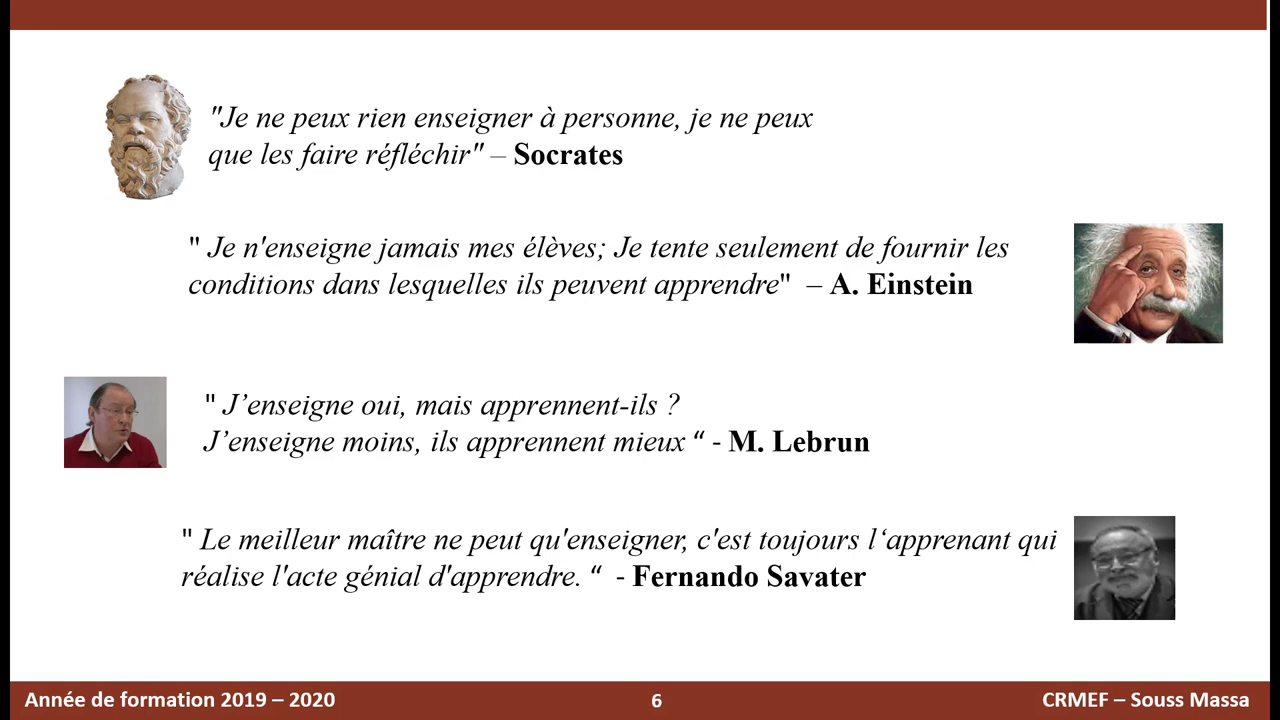 "Je ne peux rien enseigner à personne, je ne peux
que les faire réfléchir" – Socrates
" Je n'enseigne jamais mes élèves; Je tente seulement de fournir les
conditions dans lesquelles ils peuvent apprendre"  – A. Einstein
" J’enseigne oui, mais apprennent-ils ?
J’enseigne moins, ils apprennent mieux “ - M. Lebrun
" Le meilleur maître ne peut qu'enseigner, c'est toujours l‘apprenant qui
réalise l'acte génial d'apprendre. “  - Fernando Savater
Année de formation 2019 – 2020
6
CRMEF – Souss Massa